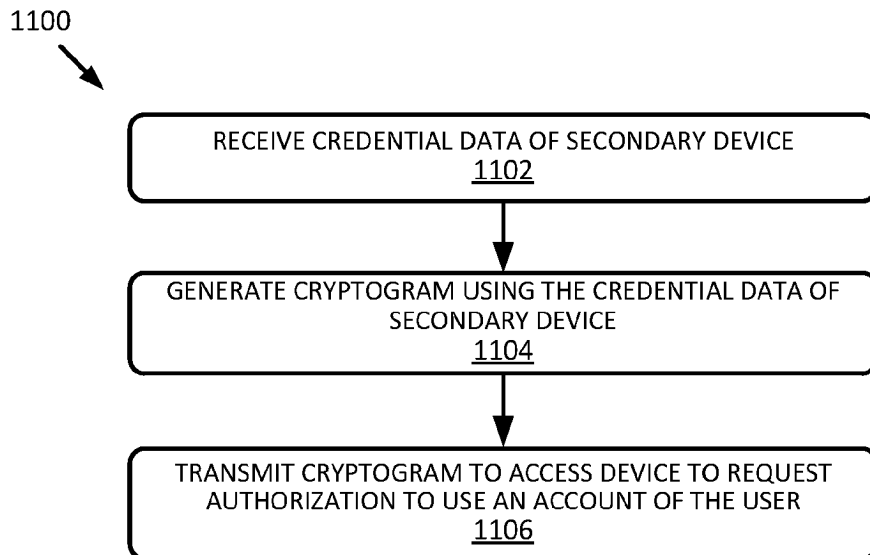 1100
RECEIVE CREDENTIAL DATA OF SECONDARY DEVICE
1102
GENERATE CRYPTOGRAM USING THE CREDENTIAL DATA OF
SECONDARY DEVICE
1104
TRANSMIT CRYPTOGRAM TO ACCESS DEVICE TO REQUEST
AUTHORIZATION TO USE AN ACCOUNT OF THE USER
1106